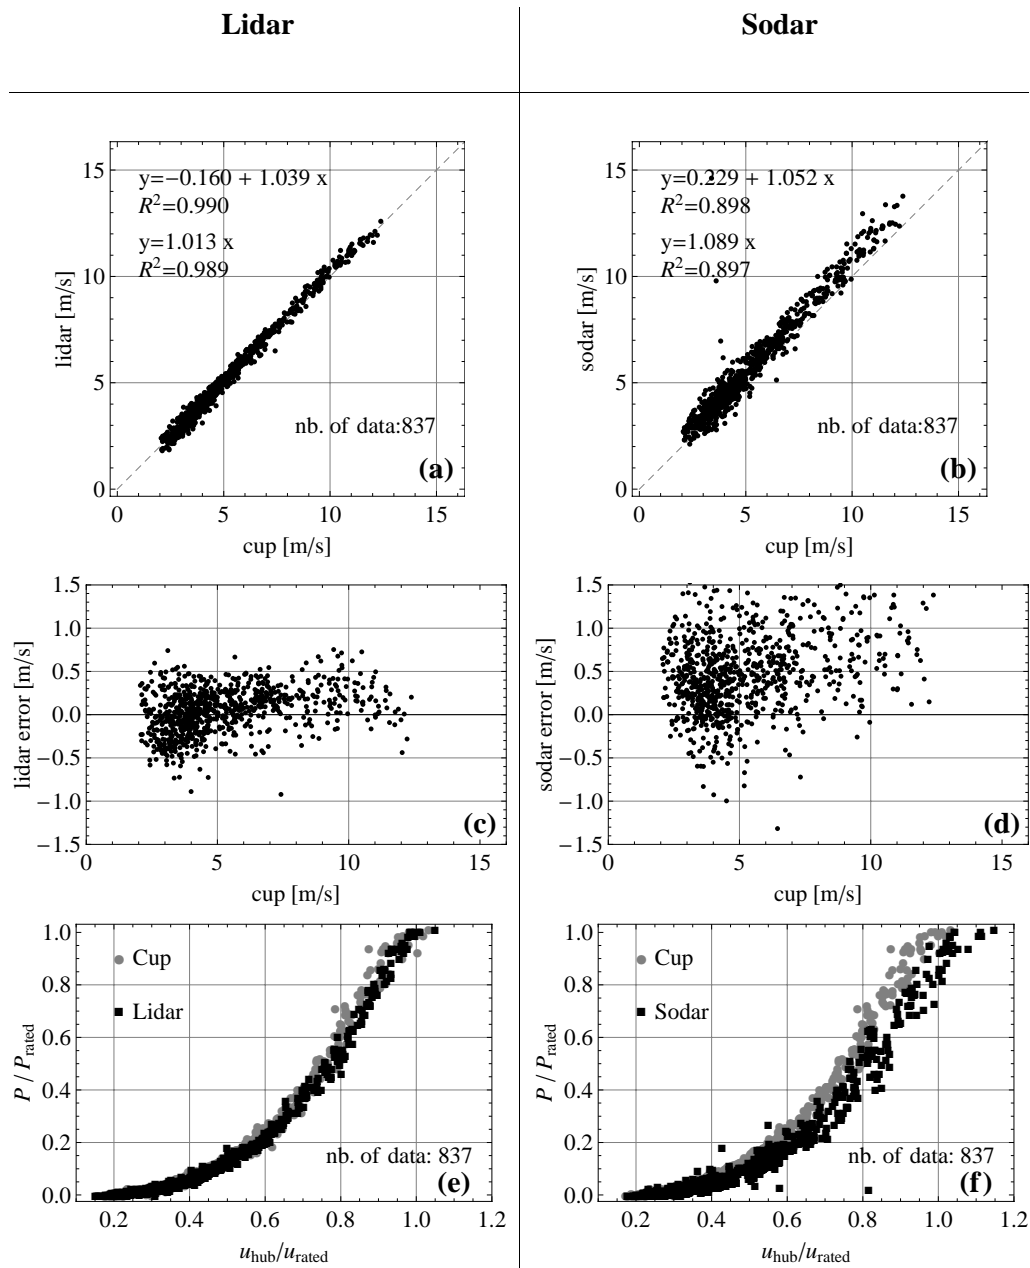 Lidar
Sodar
y=−0.160 + 1.039 x
R²=0.990
y=1.013 x
R²=0.989
nb. of data:837
(a)
lidar [m/s]
15
10
5
0
0 5 10 15
cup [m/s]
y=0.229 + 1.052 x
R²=0.898
y=1.089 x
R²=0.897
nb. of data:837
(b)
sodar [m/s]
15
10
5
0
0 5 10 15
cup [m/s]
lidar error [m/s]
1.5
1.0
0.5
0.0
−0.5
−1.0
−1.5
(c)
0 5 10 15
cup [m/s]
sodar error [m/s]
1.5
1.0
0.5
0.0
−0.5
−1.0
−1.5
(d)
0 5 10 15
cup [m/s]
P / Prated
1.0
0.8
0.6
0.4
0.2
0.0
Cup
Lidar
nb. of data: 837
(e)
0.2 0.4 0.6 0.8 1.0 1.2
uhub/urated
P / Prated
1.0
0.8
0.6
0.4
0.2
0.0
Cup
Sodar
nb. of data: 837
(f)
0.2 0.4 0.6 0.8 1.0 1.2
uhub/urated